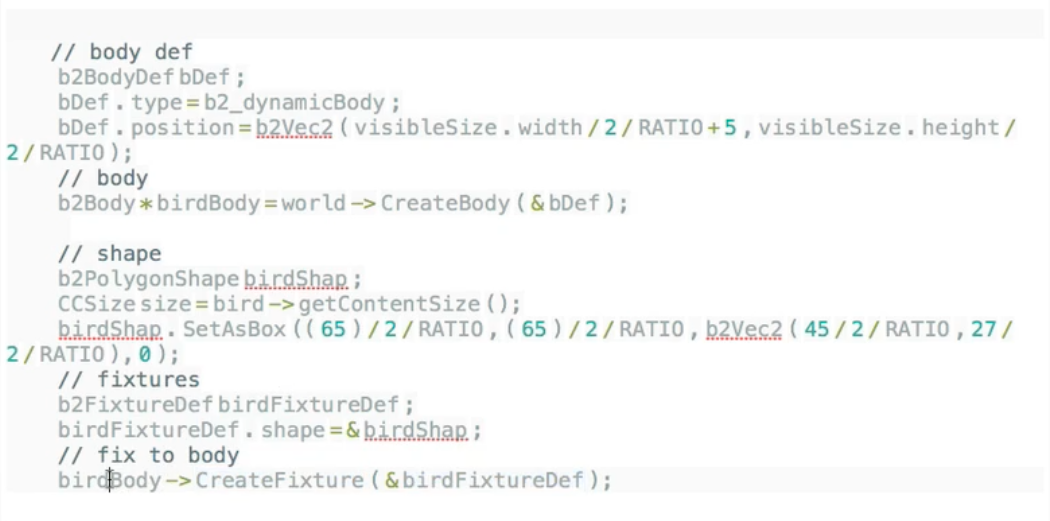 // body def
b2BodyDef bDef;
bDef.type=b2_dynamicBody;
bDef.position=b2Vec2(visibleSize.width/2/RATIO+5,visibleSize.height/
2/RATIO);
// body
b2Body*birdBody=world->CreateBody(&bDef);
// shape
b2PolygonShape birdShap;
CCSize size=bird->getContentSize();
birdShap.SetAsBox((65)/2/RATIO,(65)/2/RATIO,b2Vec2(45/2/RATIO,27/
2/RATIO),0);
// fixtures
b2FixtureDef birdFixtureDef;
birdFixtureDef.shape=&birdShap;
// fix to body
birdBody->CreateFixture(&birdFixtureDef);